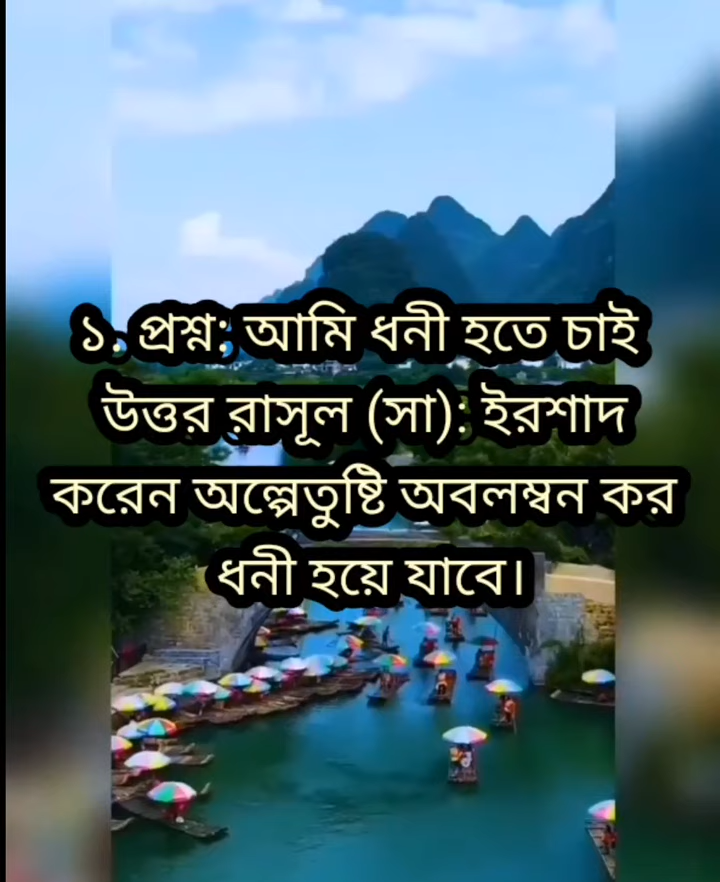 ১. প্রশ্ন: আমি ধনী হতে চাই
উত্তর রাসূল (সা): ইরশাদ
করেন অল্পেতুষ্টি অবলম্বন কর
ধনী হয়ে যাবে।